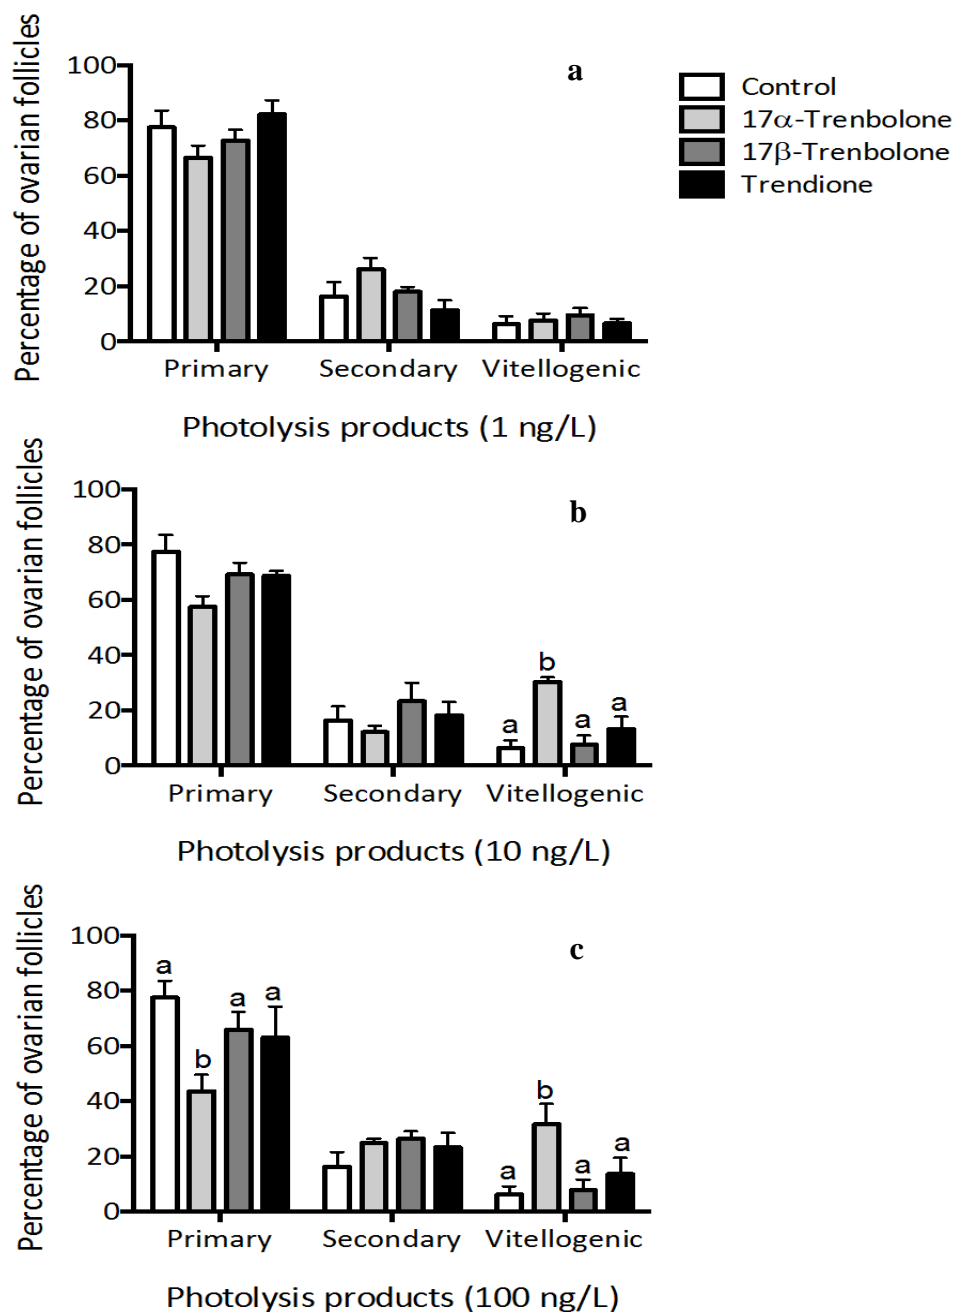 a
Control
17α-Trenbolone
17β-Trenbolone
Trendione
Percentage of ovarian follicles
100
80
60
40
20
0
Primary Secondary Vitellogenic
Photolysis products (1 ng/L)
b
Percentage of ovarian follicles
100
80
60
40
20
0
b
a a a
Primary Secondary Vitellogenic
Photolysis products (10 ng/L)
c
Percentage of ovarian follicles
100
80
60
40
20
0
a b a a
a b a a
Primary Secondary Vitellogenic
Photolysis products (100 ng/L)